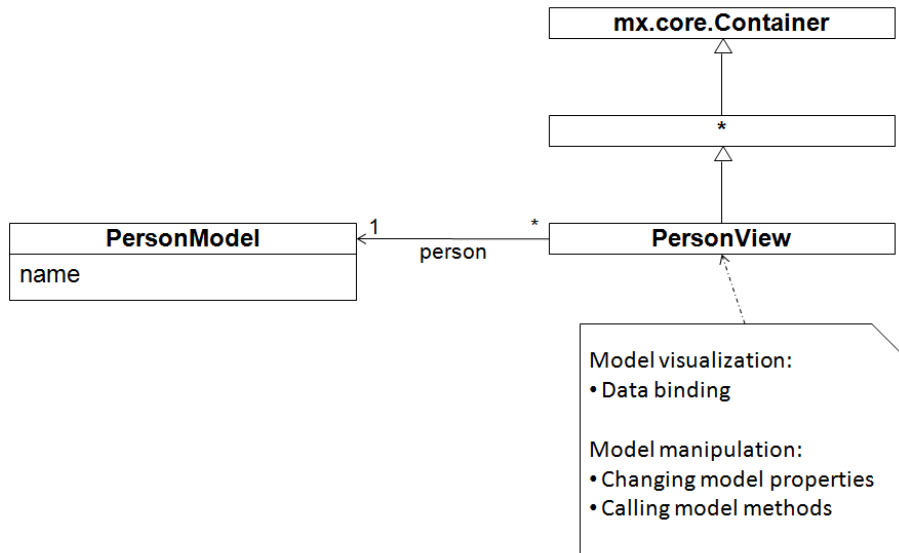 mx.core.Container
*
PersonModel
name
1
person
*
PersonView
Model visualization:
• Data binding
Model manipulation:
• Changing model properties
• Calling model methods